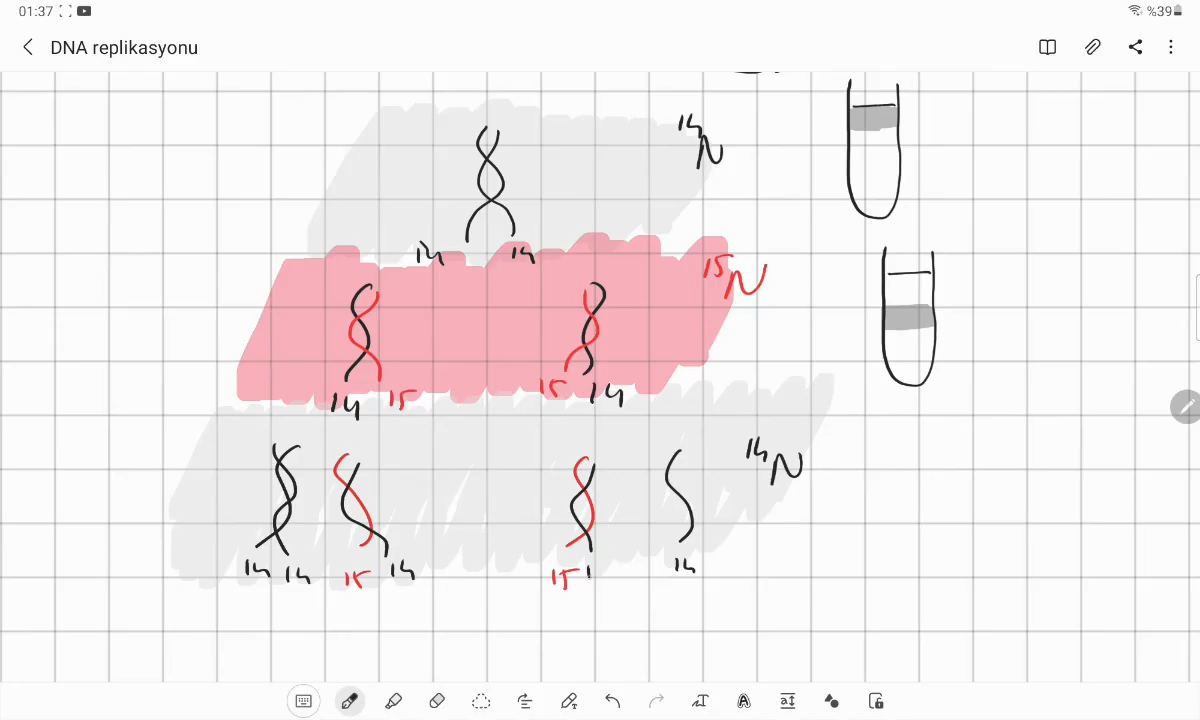 01:37 %39
DNA replikasyonu
14N
14 14
15N
14 15 15 14
14N
14 14 15 14 15 1 14